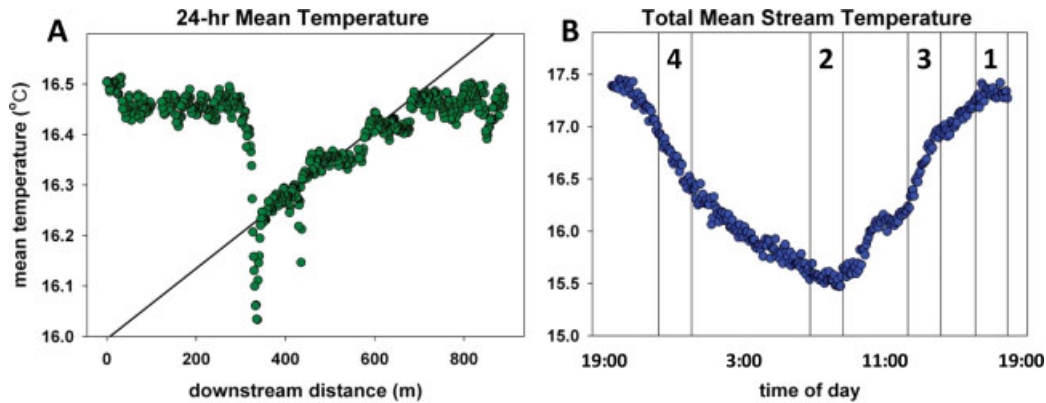 A 24-hr Mean Temperature
mean temperature (°C)
16.5
16.4
16.3
16.2
16.1
16.0
0 200 400 600 800
downstream distance (m)
B Total Mean Stream Temperature
4 2 3 1
17.5
17.0
16.5
16.0
15.5
15.0
19:00 3:00 11:00 19:00
time of day